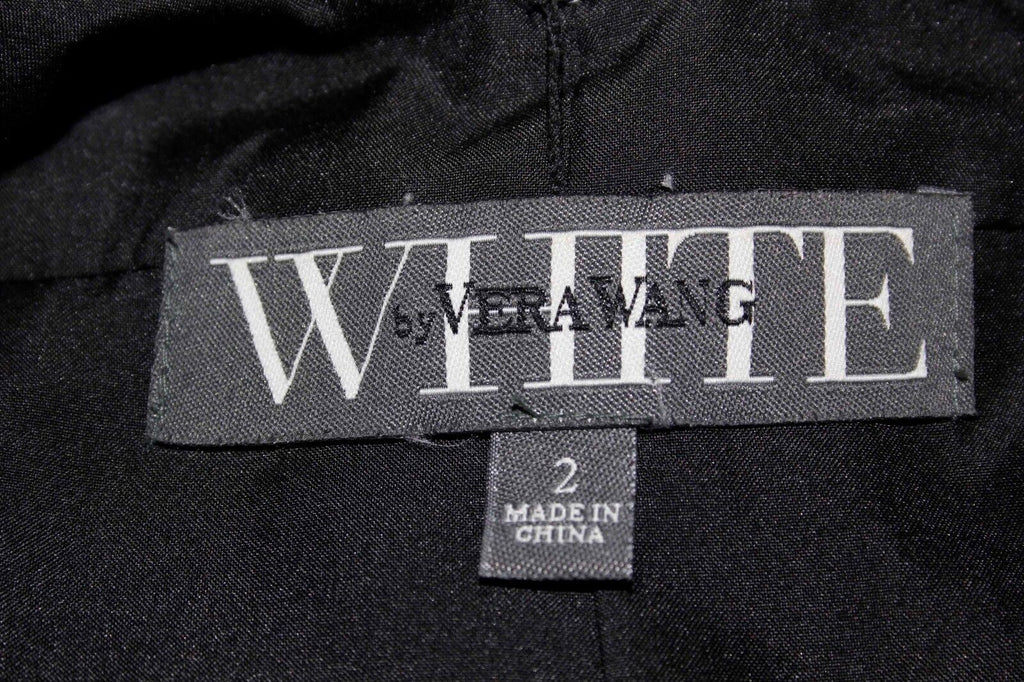 WHITE
by VERA WANG
2
MADE IN
CHINA